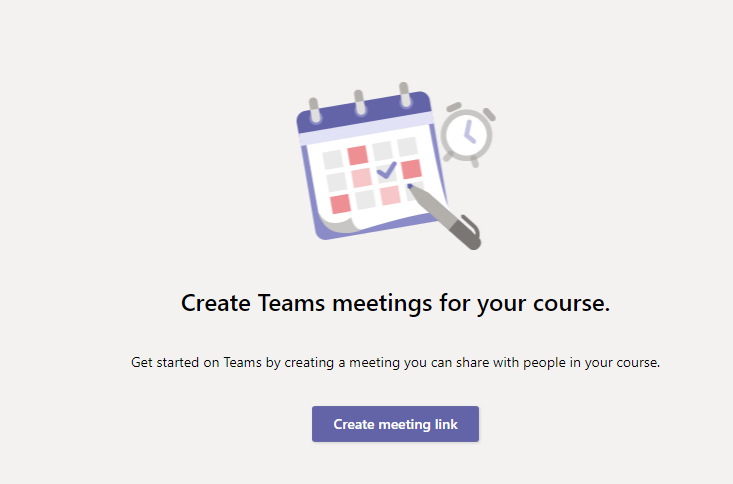 Create Teams meetings for your course.
Get started on Teams by creating a meeting you can share with people in your course.
Create meeting link